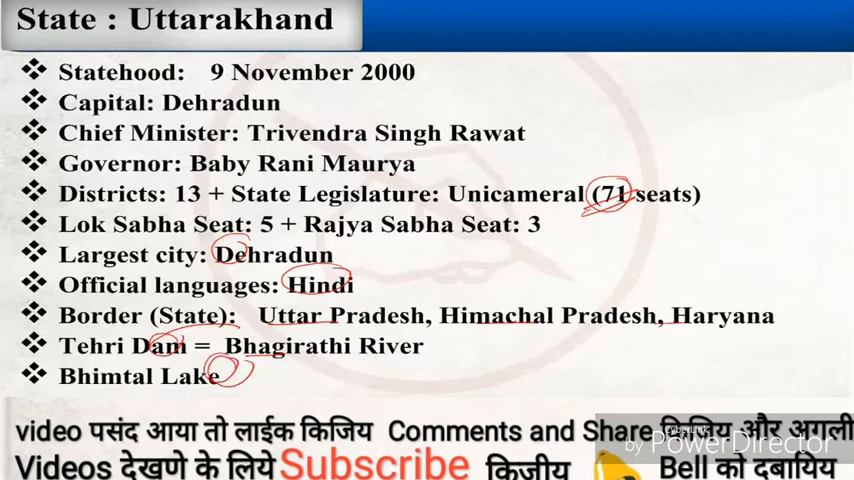 State : Uttarakhand
❖ Statehood: 9 November 2000
❖ Capital: Dehradun
❖ Chief Minister: Trivendra Singh Rawat
❖ Governor: Baby Rani Maurya
❖ Districts: 13 + State Legislature: Unicameral (71 seats)
❖ Lok Sabha Seat: 5 + Rajya Sabha Seat: 3
❖ Largest city: Dehradun
❖ Official languages: Hindi
❖ Border (State): Uttar Pradesh, Himachal Pradesh, Haryana
❖ Tehri Dam = Bhagirathi River
❖ Bhimtal Lake
video पसंद आया तो लाईक किजिय Comments and Share किजिय और अगली
CyberLink
by PowerDirector
Videos देखणे के लिये Subscribe किजीय Bell को दबायिय